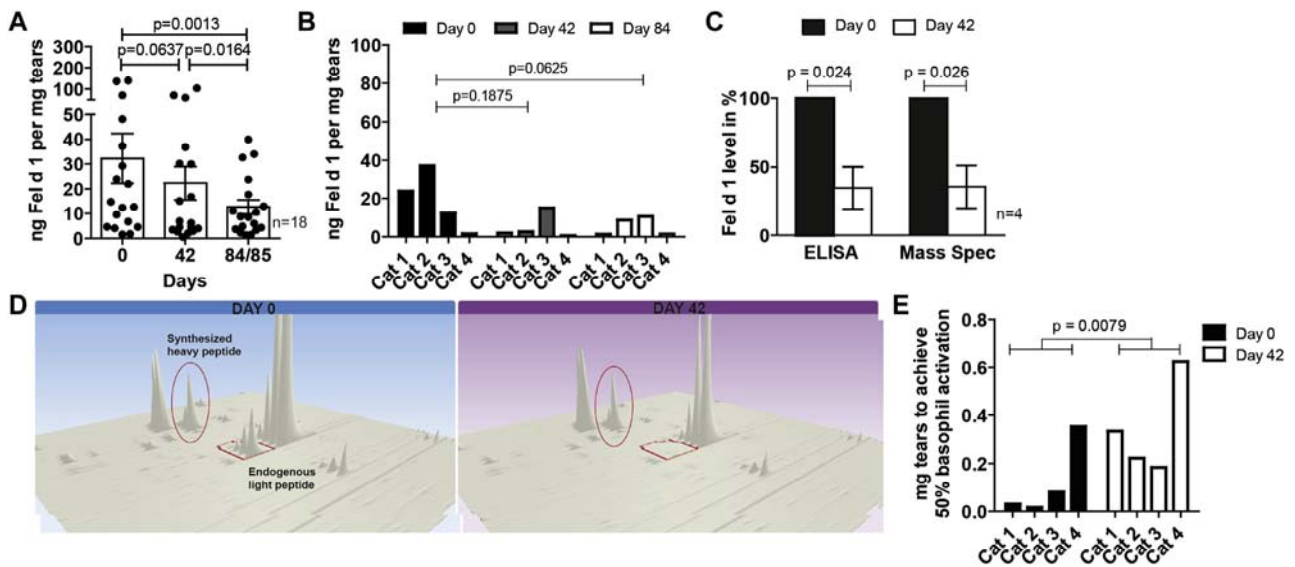 A
p=0.0013
p=0.0637
p=0.0164
ng Fel d 1 per mg tears
300
200
100
50
40
30
20
10
0
n=18
0
42
84/85
Days
B
Day 0
Day 42
Day 84
ng Fel d 1 per mg tears
100
80
60
40
20
0
p=0.0625
p=0.1875
Cat 1
Cat 2
Cat 3
Cat 4
Cat 1
Cat 2
Cat 3
Cat 4
Cat 1
Cat 2
Cat 3
Cat 4
C
Day 0
Day 42
p = 0.024
p = 0.026
Fel d 1 level in %
100
50
0
n=4
ELISA
Mass Spec
D
DAY 0
Synthesized
heavy peptide
Endogenous
light peptide
DAY 42
E
p = 0.0079
Day 0
Day 42
mg tears to achieve
50% basophil activation
0.8
0.6
0.4
0.2
0.0
Cat 1
Cat 2
Cat 3
Cat 4
Cat 1
Cat 2
Cat 3
Cat 4